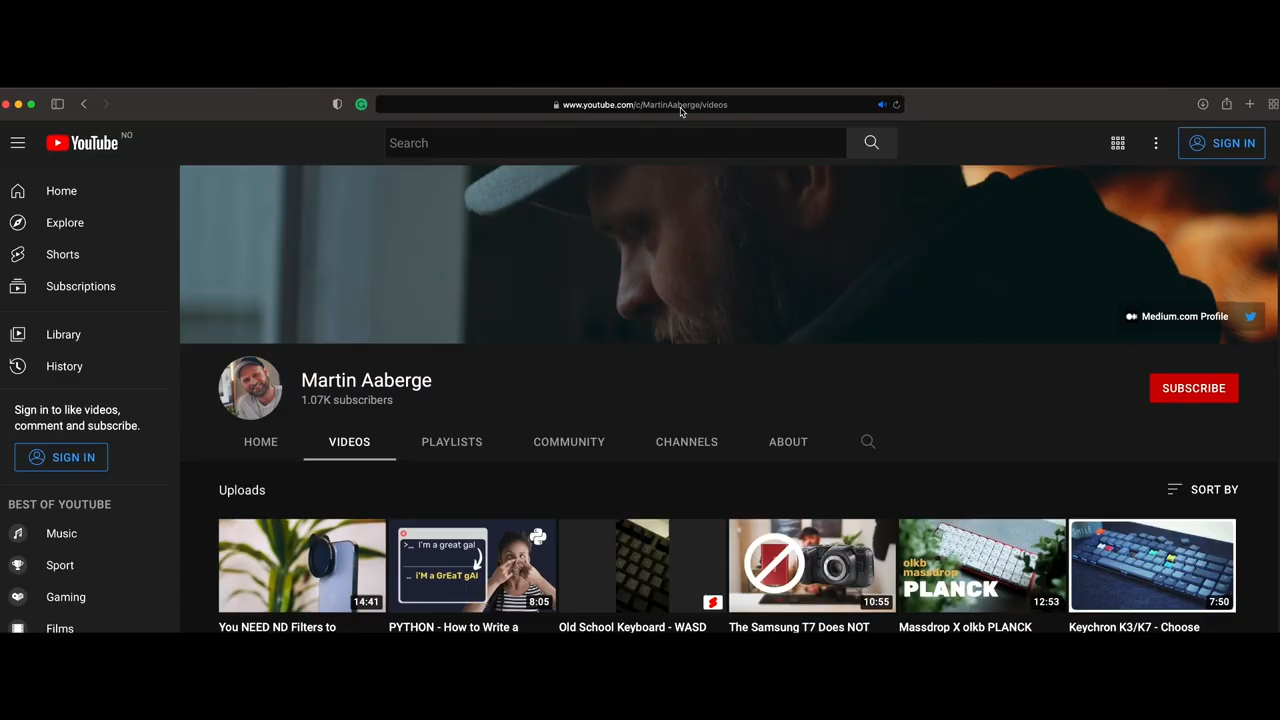 www.youtube.com/c/MartinAaberge/videos
YouTube NO
Search
SIGN IN
Home
Explore
Shorts
Subscriptions
Library
History
Sign in to like videos,
comment and subscribe.
SIGN IN
BEST OF YOUTUBE
Music
Sport
Gaming
Films
Medium.com Profile
Martin Aaberge
1.07K subscribers
SUBSCRIBE
HOME
VIDEOS
PLAYLISTS
COMMUNITY
CHANNELS
ABOUT
Uploads
SORT BY
14:41
You NEED ND Filters to
>_ I'm a great gal
_ i'M a GrEaT gAl
8:05
PYTHON - How to Write a
Old School Keyboard - WASD
10:55
The Samsung T7 Does NOT
olkb
massdrop
PLANCK
12:53
Massdrop X olkb PLANCK
7:50
Keychron K3/K7 - Choose